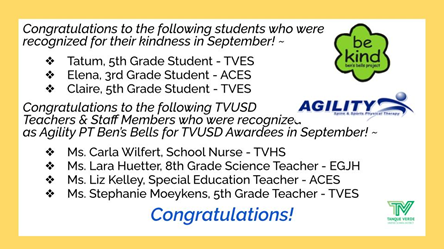 Congratulations to the following students who were
recognized for their kindness in September! ~
❖ Tatum, 5th Grade Student - TVES
❖ Elena, 3rd Grade Student - ACES
❖ Claire, 5th Grade Student - TVES
be
kind
ben's bells project
Congratulations to the following TVUSD
Teachers & Staff Members who were recognized
as Agility PT Ben's Bells for TVUSD Awardees in September! ~
AGILITY
Spine & Sports Physical Therapy
❖ Ms. Carla Wilfert, School Nurse - TVHS
❖ Ms. Lara Huetter, 8th Grade Science Teacher - EGJH
❖ Ms. Liz Kelley, Special Education Teacher - ACES
❖ Ms. Stephanie Moeykens, 5th Grade Teacher - TVES
Congratulations!
TV
TANQUE VERDE